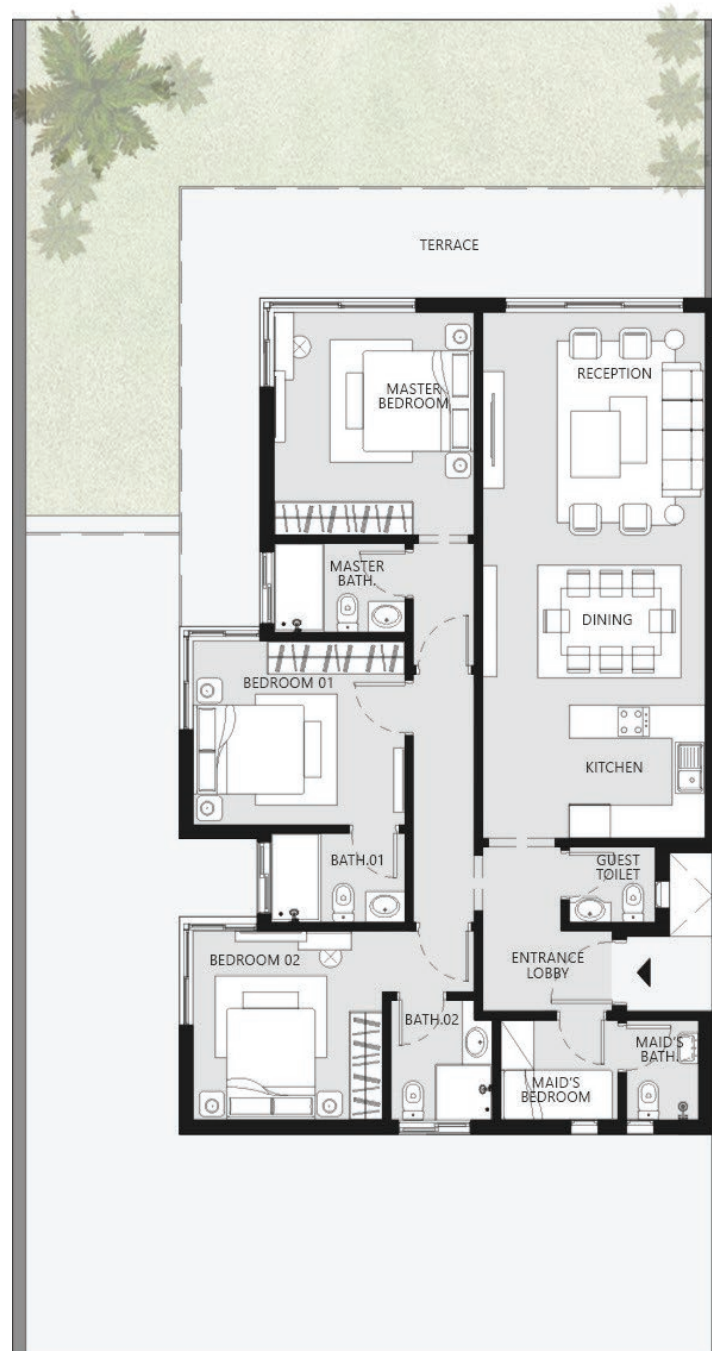 TERRACE
MASTER
BEDROOM
RECEPTION
MASTER
BATH.
DINING
BEDROOM 01
KITCHEN
BATH.01
GUEST
TOILET
BEDROOM 02
ENTRANCE
LOBBY
BATH.02
MAID'S
BATH.
MAID'S
BEDROOM